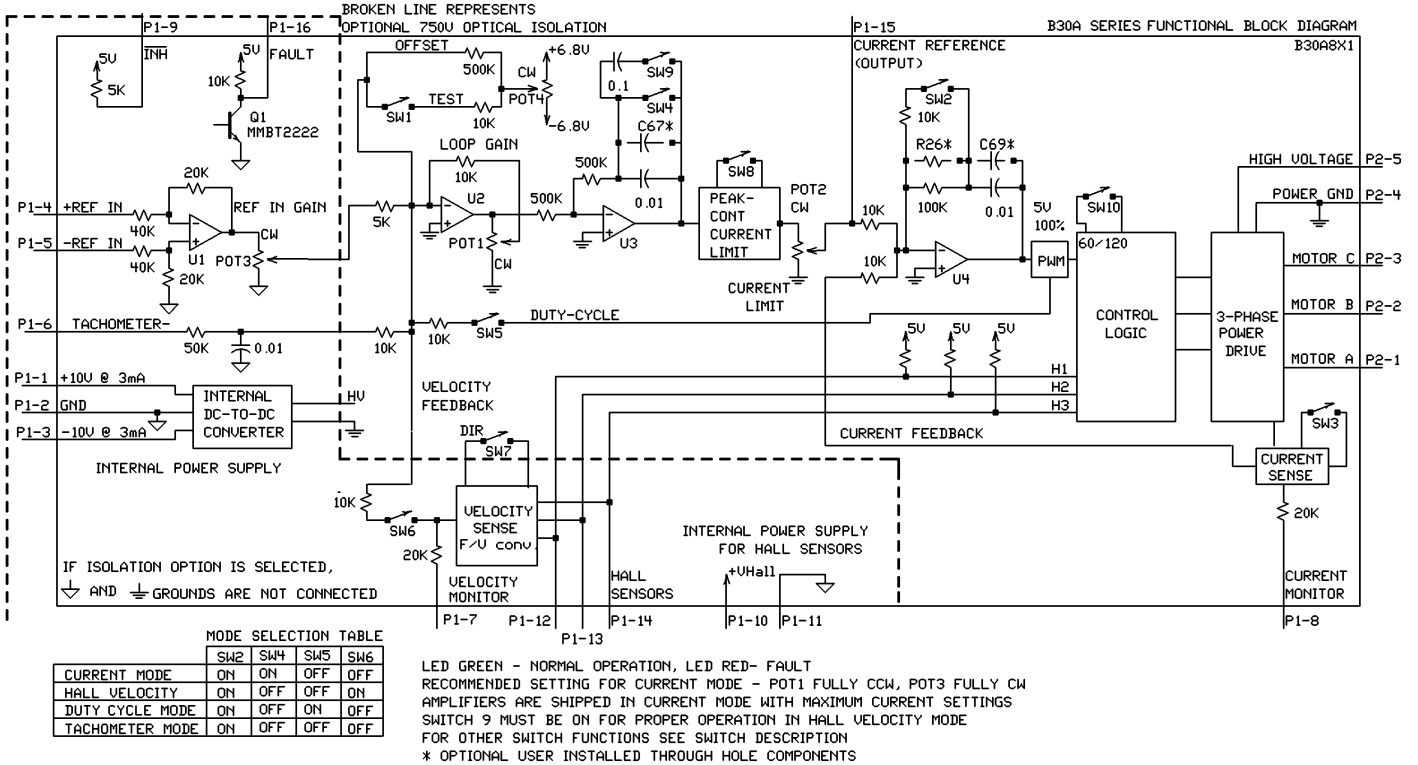 BROKEN LINE REPRESENTS
OPTIONAL 750V OPTICAL ISOLATION
P1-9
P1-16
P1-15
B30A SERIES FUNCTIONAL BLOCK DIAGRAM
B30A8X1
INH
FAULT
5V
5K
5V
10K
Q1
MMBT2222
OFFSET
500K
SW1
TEST
10K
CW
POT4
+6.8V
-6.8V
SW9
0.1
SW4
C67*
500K
0.01
CURRENT REFERENCE
(OUTPUT)
SW2
10K
R26*
C69*
100K
0.01
HIGH VOLTAGE
P2-5
POWER GND
P2-4
MOTOR C
P2-3
MOTOR B
P2-2
MOTOR A
P2-1
20K
P1-4
+REF IN
40K
REF IN GAIN
P1-5
-REF IN
40K
U1
CW
POT3
20K
5K
LOOP GAIN
10K
U2
POT1
CW
500K
U3
SW8
PEAK-
CONT
CURRENT
LIMIT
POT2
CW
CURRENT
LIMIT
10K
10K
U4
5V
100%
PWM
SW10
60/120
CONTROL
LOGIC
3-PHASE
POWER
DRIVE
P1-6
TACHOMETER-
50K
0.01
10K
10K
SW5
DUTY-CYCLE
5V
5V
5V
H1
H2
H3
P1-1
+10V @ 3mA
P1-2
GND
P1-3
-10V @ 3mA
INTERNAL
DC-TO-DC
CONVERTER
HV
INTERNAL POWER SUPPLY
VELOCITY
FEEDBACK
CURRENT FEEDBACK
SW3
CURRENT
SENSE
20K
DIR
SW7
10K
SW6
20K
VELOCITY
SENSE
F/V conv.
INTERNAL POWER SUPPLY
FOR HALL SENSORS
+VHall
IF ISOLATION OPTION IS SELECTED,
AND
GROUNDS ARE NOT CONNECTED
VELOCITY
MONITOR
HALL
SENSORS
CURRENT
MONITOR
P1-7
P1-12
P1-13
P1-14
P1-10
P1-11
P1-8
MODE SELECTION TABLE
SW2 SW4 SW5 SW6
CURRENT MODE ON ON OFF OFF
HALL VELOCITY ON OFF OFF ON
DUTY CYCLE MODE ON OFF ON OFF
TACHOMETER MODE ON OFF OFF OFF
LED GREEN - NORMAL OPERATION, LED RED- FAULT
RECOMMENDED SETTING FOR CURRENT MODE - POT1 FULLY CCW, POT3 FULLY CW
AMPLIFIERS ARE SHIPPED IN CURRENT MODE WITH MAXIMUM CURRENT SETTINGS
SWITCH 9 MUST BE ON FOR PROPER OPERATION IN HALL VELOCITY MODE
FOR OTHER SWITCH FUNCTIONS SEE SWITCH DESCRIPTION
* OPTIONAL USER INSTALLED THROUGH HOLE COMPONENTS